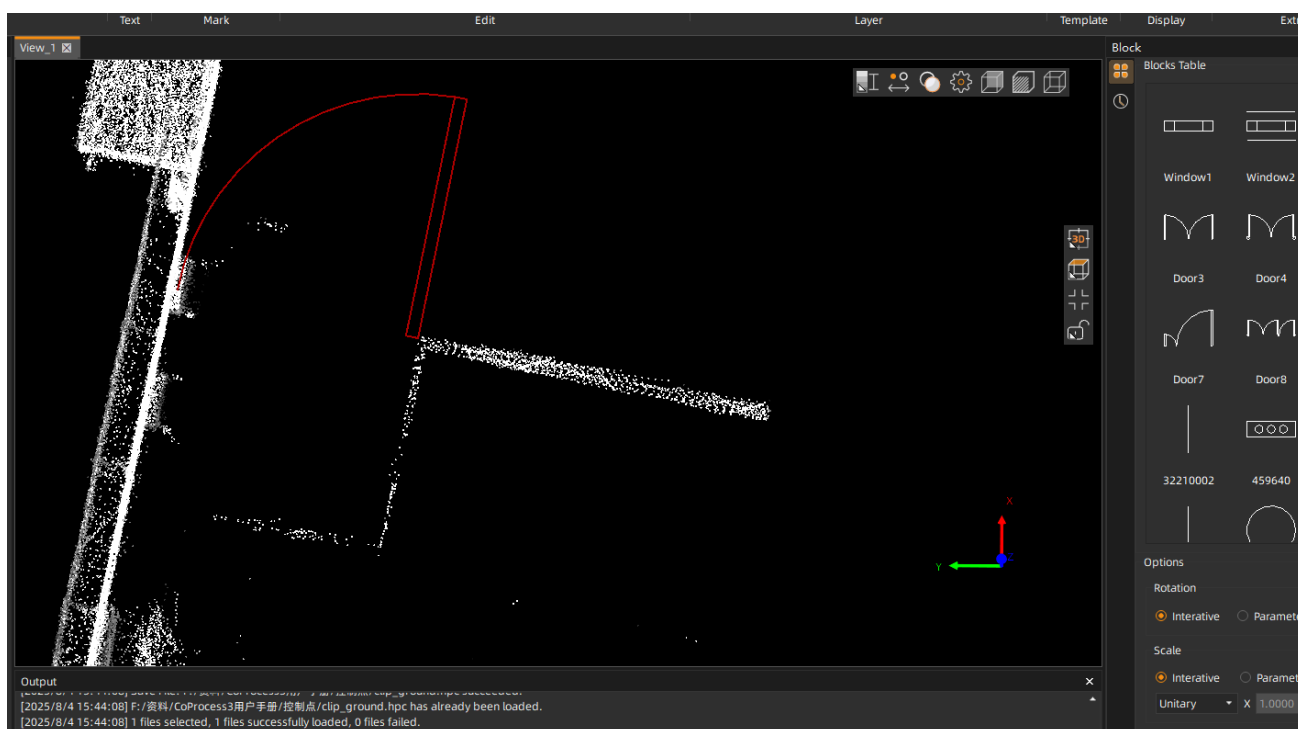 Text Mark Edit Layer Template Display Ext
View_1
Block
Blocks Table
Window1 Window2
Door3 Door4
Door7 Door8
32210002 459640
X
Y
Options
Rotation
Interative Paramete
Scale
Interative Paramet
Unitary X 1.0000
Output
[2025/8/4 15:44:08] F:/资料/CoProcess3用户手册/控制点/clip_ground.hpc has already been loaded.
[2025/8/4 15:44:08] 1 files selected, 1 files successfully loaded, 0 files failed.